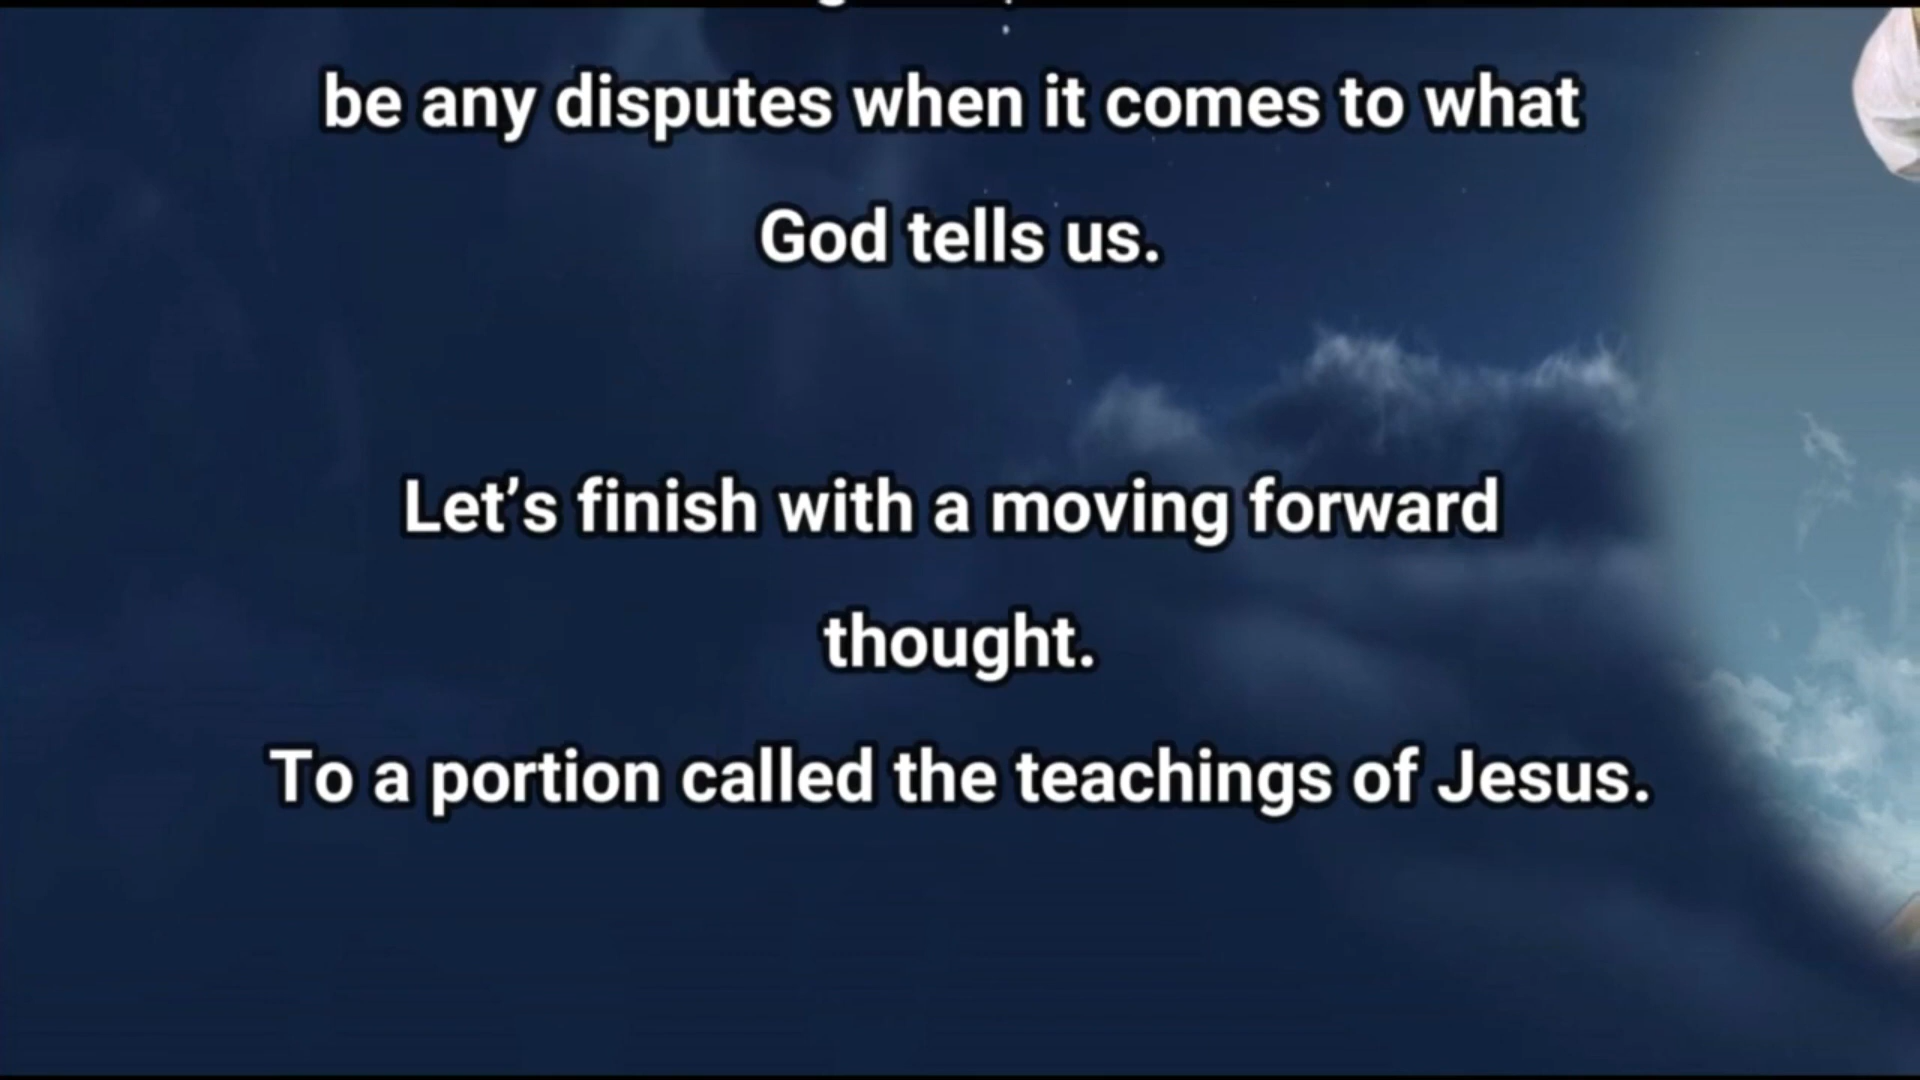 be any disputes when it comes to what
God tells us.
Let’s finish with a moving forward
thought.
To a portion called the teachings of Jesus.